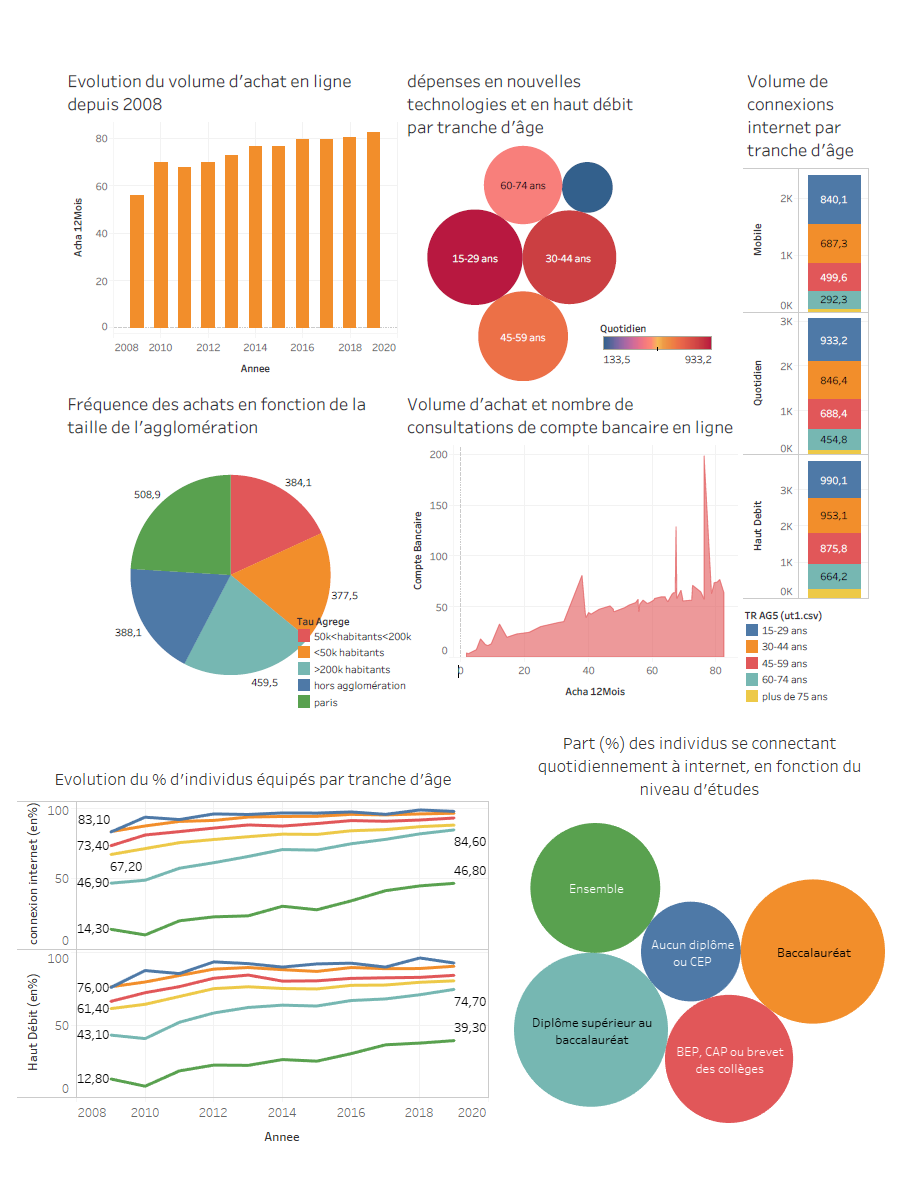 Evolution du volume d'achat en ligne
depuis 2008
80
60
40
20
0
Acha 12Mois
2008 2010 2012 2014 2016 2018 2020
Annee
dépenses en nouvelles
technologies et en haut débit
par tranche d'âge
60-74 ans
15-29 ans
30-44 ans
45-59 ans
Quotidien
133,5 933,2
Volume de
connexions
internet par
tranche d'âge
Mobile
2K
1K
0K
840,1
687,3
499,6
292,3
Quotidien
3K
2K
1K
0K
933,2
846,4
688,4
454,8
Haut Debit
3K
2K
1K
0K
990,1
953,1
875,8
664,2
TR AG5 (ut1.csv)
15-29 ans
30-44 ans
45-59 ans
60-74 ans
plus de 75 ans
Fréquence des achats en fonction de la
taille de l'agglomération
508,9
384,1
377,5
388,1
459,5
Tau Agrege
50k<habitants<200k
<50k habitants
>200k habitants
hors agglomération
paris
Volume d'achat et nombre de
consultations de compte bancaire en ligne
200
150
100
50
0
Compte Bancaire
0 20 40 60 80
Acha 12Mois
Evolution du % d'individus équipés par tranche d'âge
connexion internet (en%)
100
50
0
83,10
73,40
67,20
46,90
14,30
84,60
46,80
Haut Débit (en%)
100
50
0
76,00
61,40
43,10
12,80
74,70
39,30
2008 2010 2012 2014 2016 2018 2020
Annee
Part (%) des individus se connectant
quotidiennement à internet, en fonction du
niveau d'études
Ensemble
Aucun diplôme
ou CEP
Baccalauréat
Diplôme supérieur au
baccalauréat
BEP, CAP ou brevet
des collèges